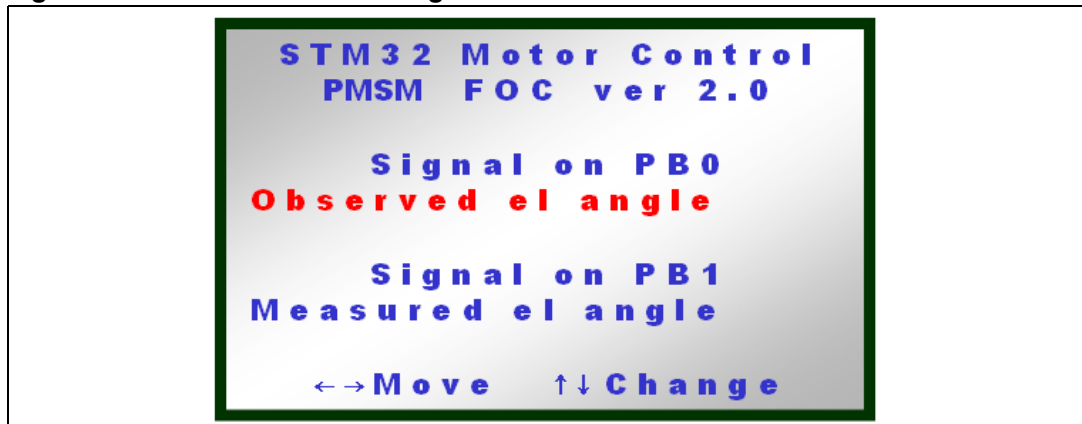 STM32 Motor Control
PMSM FOC ver 2.0
Signal on PB0
Observed el angle
Signal on PB1
Measured el angle
←→Move ↑↓Change